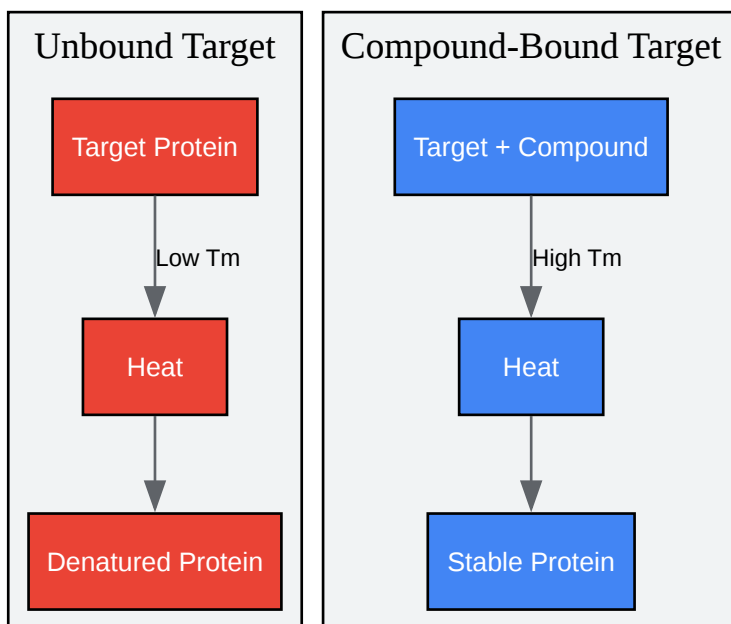 Unbound Target
Target Protein
Low Tm
Heat
Denatured Protein
Compound-Bound Target
Target + Compound
High Tm
Heat
Stable Protein